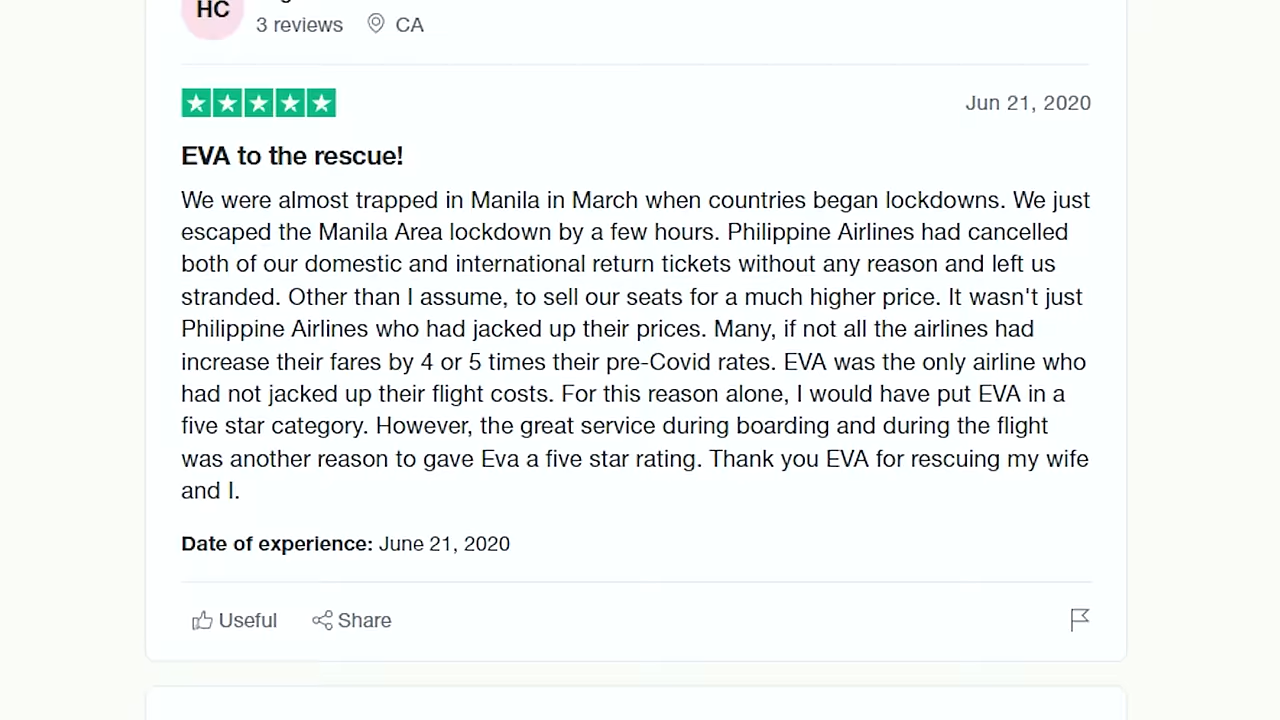 HC
3 reviews CA
Jun 21, 2020
EVA to the rescue!
We were almost trapped in Manila in March when countries began lockdowns. We just
escaped the Manila Area lockdown by a few hours. Philippine Airlines had cancelled
both of our domestic and international return tickets without any reason and left us
stranded. Other than I assume, to sell our seats for a much higher price. It wasn't just
Philippine Airlines who had jacked up their prices. Many, if not all the airlines had
increase their fares by 4 or 5 times their pre-Covid rates. EVA was the only airline who
had not jacked up their flight costs. For this reason alone, I would have put EVA in a
five star category. However, the great service during boarding and during the flight
was another reason to gave Eva a five star rating. Thank you EVA for rescuing my wife
and I.
Date of experience: June 21, 2020
Useful Share